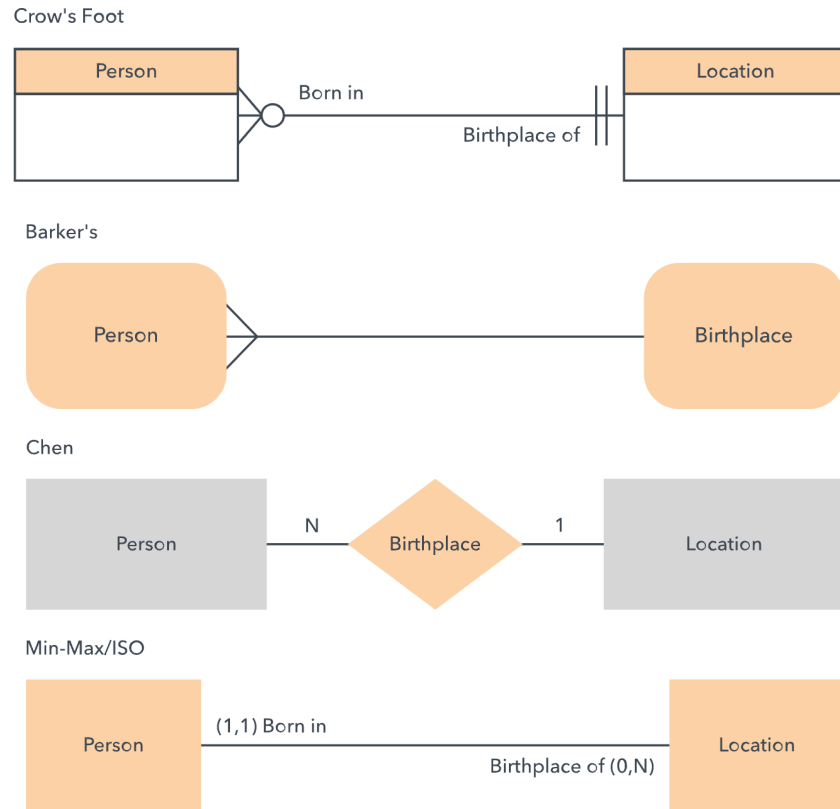 Crow's Foot
Person
Location
Born in
Birthplace of
Barker's
Person
Birthplace
Chen
Person
N
Birthplace
1
Location
Min-Max/ISO
Person
(1,1) Born in
Birthplace of (0,N)
Location